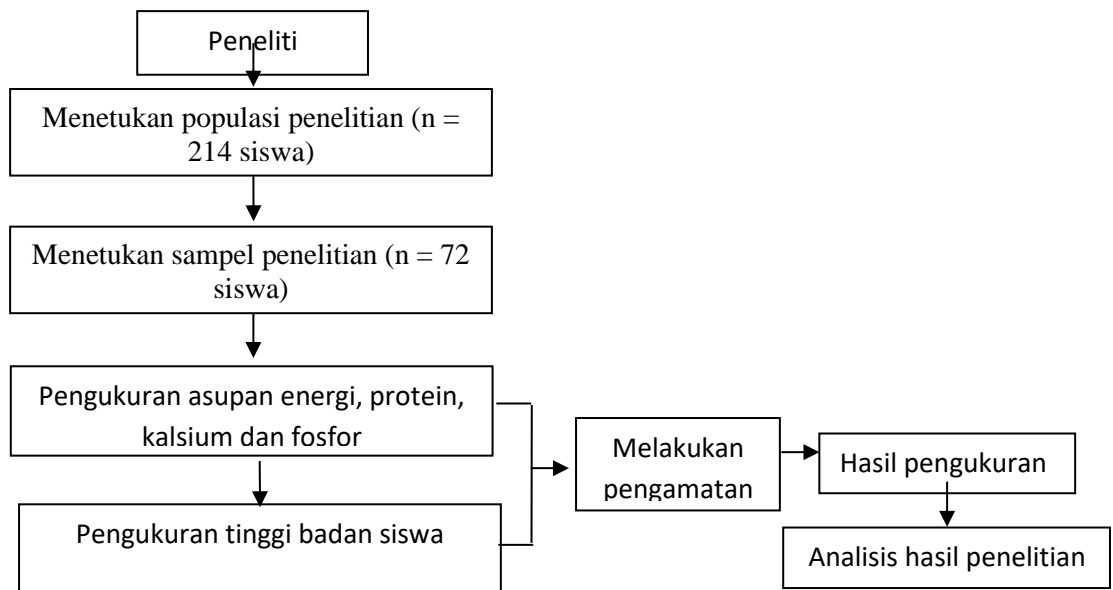 Peneliti
Menetukan populasi penelitian (n =
214 siswa)
Menetukan sampel penelitian (n = 72
siswa)
Pengukuran asupan energi, protein,
kalsium dan fosfor
Pengukuran tinggi badan siswa
Melakukan
pengamatan
Hasil pengukuran
Analisis hasil penelitian